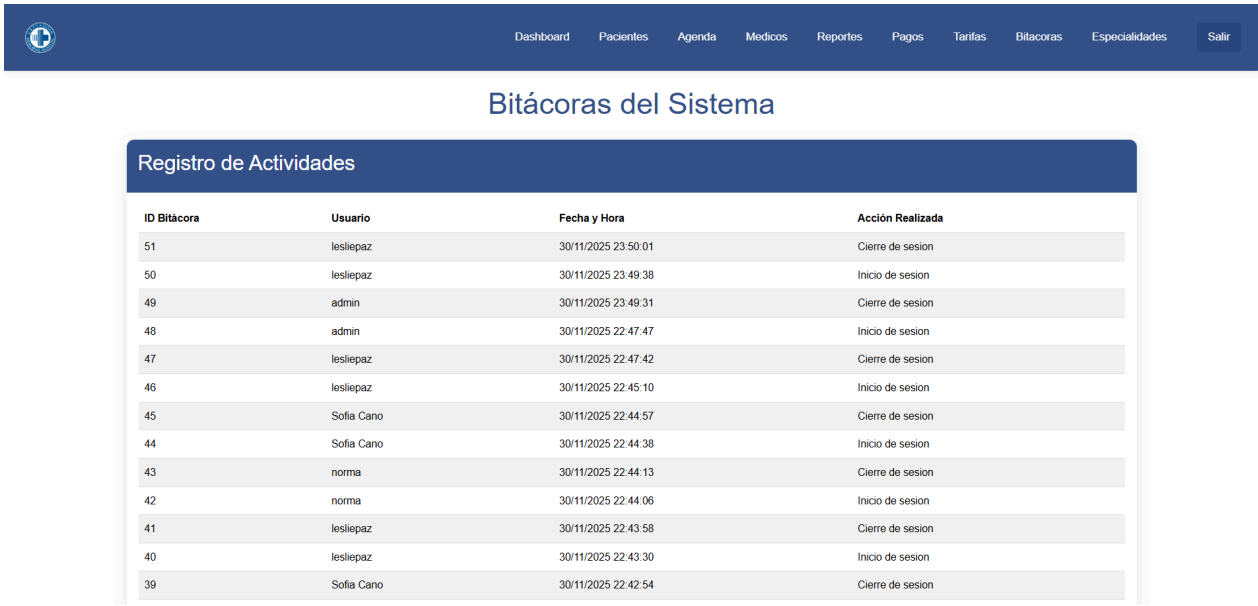 Dashboard Pacientes Agenda Medicos Reportes Pagos Tarifas Bitacoras Especialidades Salir
Bitácoras del Sistema
Registro de Actividades
ID Bitácora Usuario Fecha y Hora Acción Realizada
51 lesliepaz 30/11/2025 23:50:01 Cierre de sesion
50 lesliepaz 30/11/2025 23:49:38 Inicio de sesion
49 admin 30/11/2025 23:49:31 Cierre de sesion
48 admin 30/11/2025 22:47:47 Inicio de sesion
47 lesliepaz 30/11/2025 22:47:42 Cierre de sesion
46 lesliepaz 30/11/2025 22:45:10 Inicio de sesion
45 Sofia Cano 30/11/2025 22:44:57 Cierre de sesion
44 Sofia Cano 30/11/2025 22:44:38 Inicio de sesion
43 norma 30/11/2025 22:44:13 Cierre de sesion
42 norma 30/11/2025 22:44:06 Inicio de sesion
41 lesliepaz 30/11/2025 22:43:58 Cierre de sesion
40 lesliepaz 30/11/2025 22:43:30 Inicio de sesion
39 Sofia Cano 30/11/2025 22:42:54 Cierre de sesion